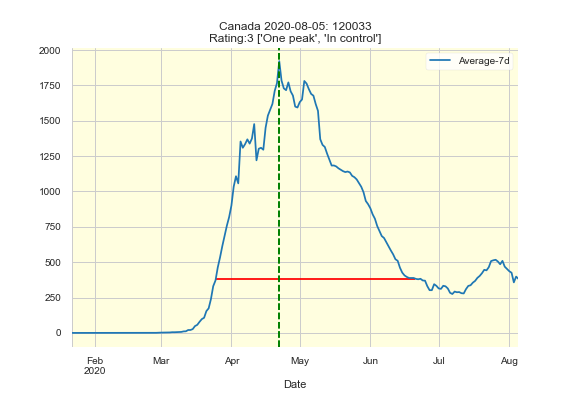 Canada 2020-08-05: 120033
Rating:3 ['One peak', 'In control']
Average-7d
2000
1750
1500
1250
1000
750
500
250
0
Feb
2020
Mar
Apr
May
Jun
Jul
Aug
Date